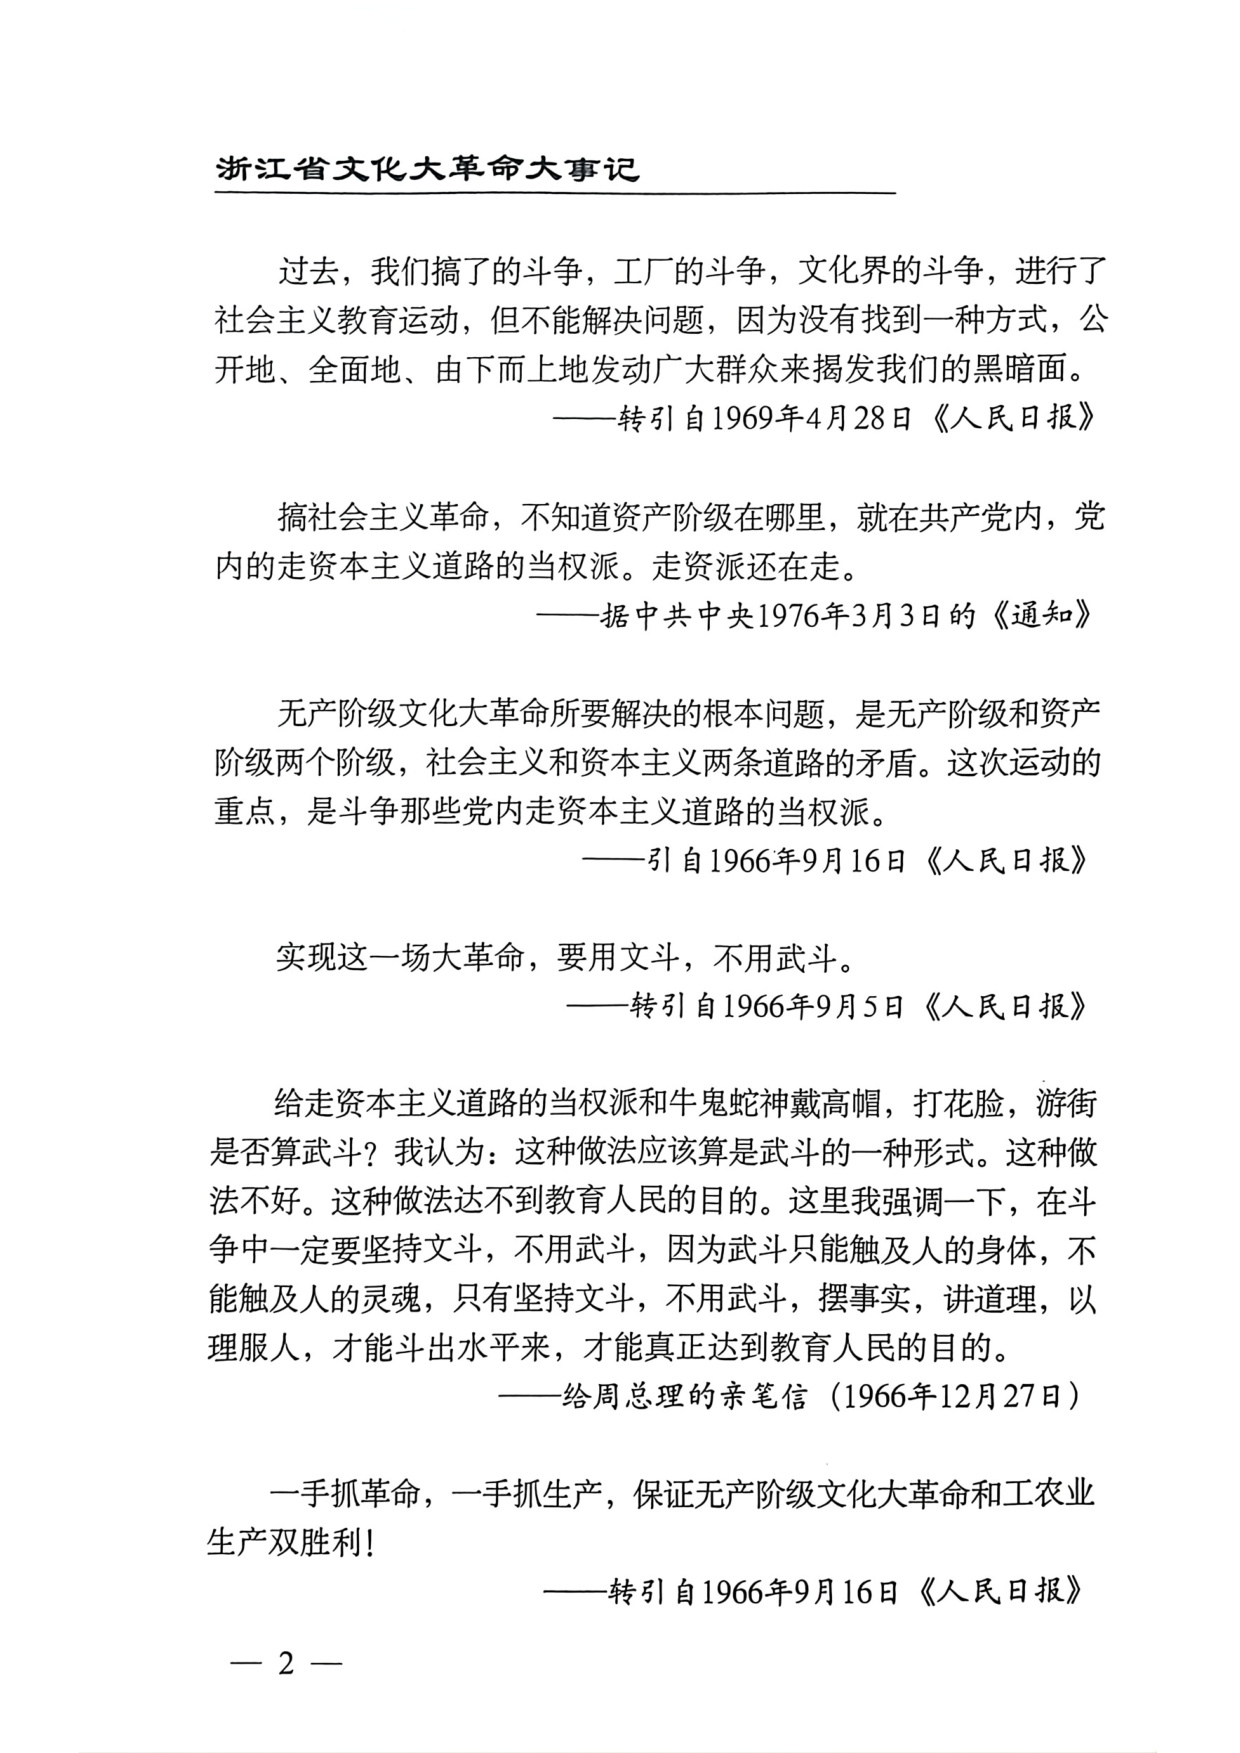 浙江省文化大革命大事记
过去，我们搞了的斗争，工厂的斗争，文化界的斗争，进行了
社会主义教育运动，但不能解决问题，因为没有找到一种方式，公
开地、全面地、由下而上地发动广大群众来揭发我们的黑暗面。
——转引自1969年4月28日《人民日报》
搞社会主义革命，不知道资产阶级在哪里，就在共产党内，党
内的走资本主义道路的当权派。走资派还在走。
——据中共中央1976年3月3日的《通知》
无产阶级文化大革命所要解决的根本问题，是无产阶级和资产
阶级两个阶级，社会主义和资本主义两条道路的矛盾。这次运动的
重点，是斗争那些党内走资本主义道路的当权派。
——引自1966年9月16日《人民日报》
实现这一场大革命，要用文斗，不用武斗。
——转引自1966年9月5日《人民日报》
给走资本主义道路的当权派和牛鬼蛇神戴高帽，打花脸，游街
是否算武斗？我认为：这种做法应该算是武斗的一种形式。这种做
法不好。这种做法达不到教育人民的目的。这里我强调一下，在斗
争中一定要坚持文斗，不用武斗，因为武斗只能触及人的身体，不
能触及人的灵魂，只有坚持文斗，不用武斗，摆事实，讲道理，以
理服人，才能斗出水平来，才能真正达到教育人民的目的。
——给周总理的亲笔信（1966年12月27日）
一手抓革命，一手抓生产，保证无产阶级文化大革命和工农业
生产双胜利！
——转引自1966年9月16日《人民日报》
— 2 —